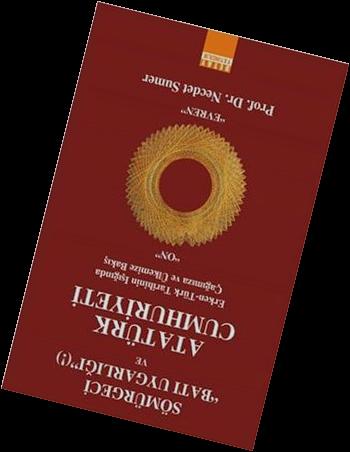 SÖMÜRGECİ
“BATI UYGARLIĞI”(!)
VE
ATATÜRK
CUMHURİYETİ
Erken-Türk Tarihinin Işığında
Çağımıza ve Ülkemize Bakış
“ON”
“EVREN”
Prof. Dr. Necdet Sumer